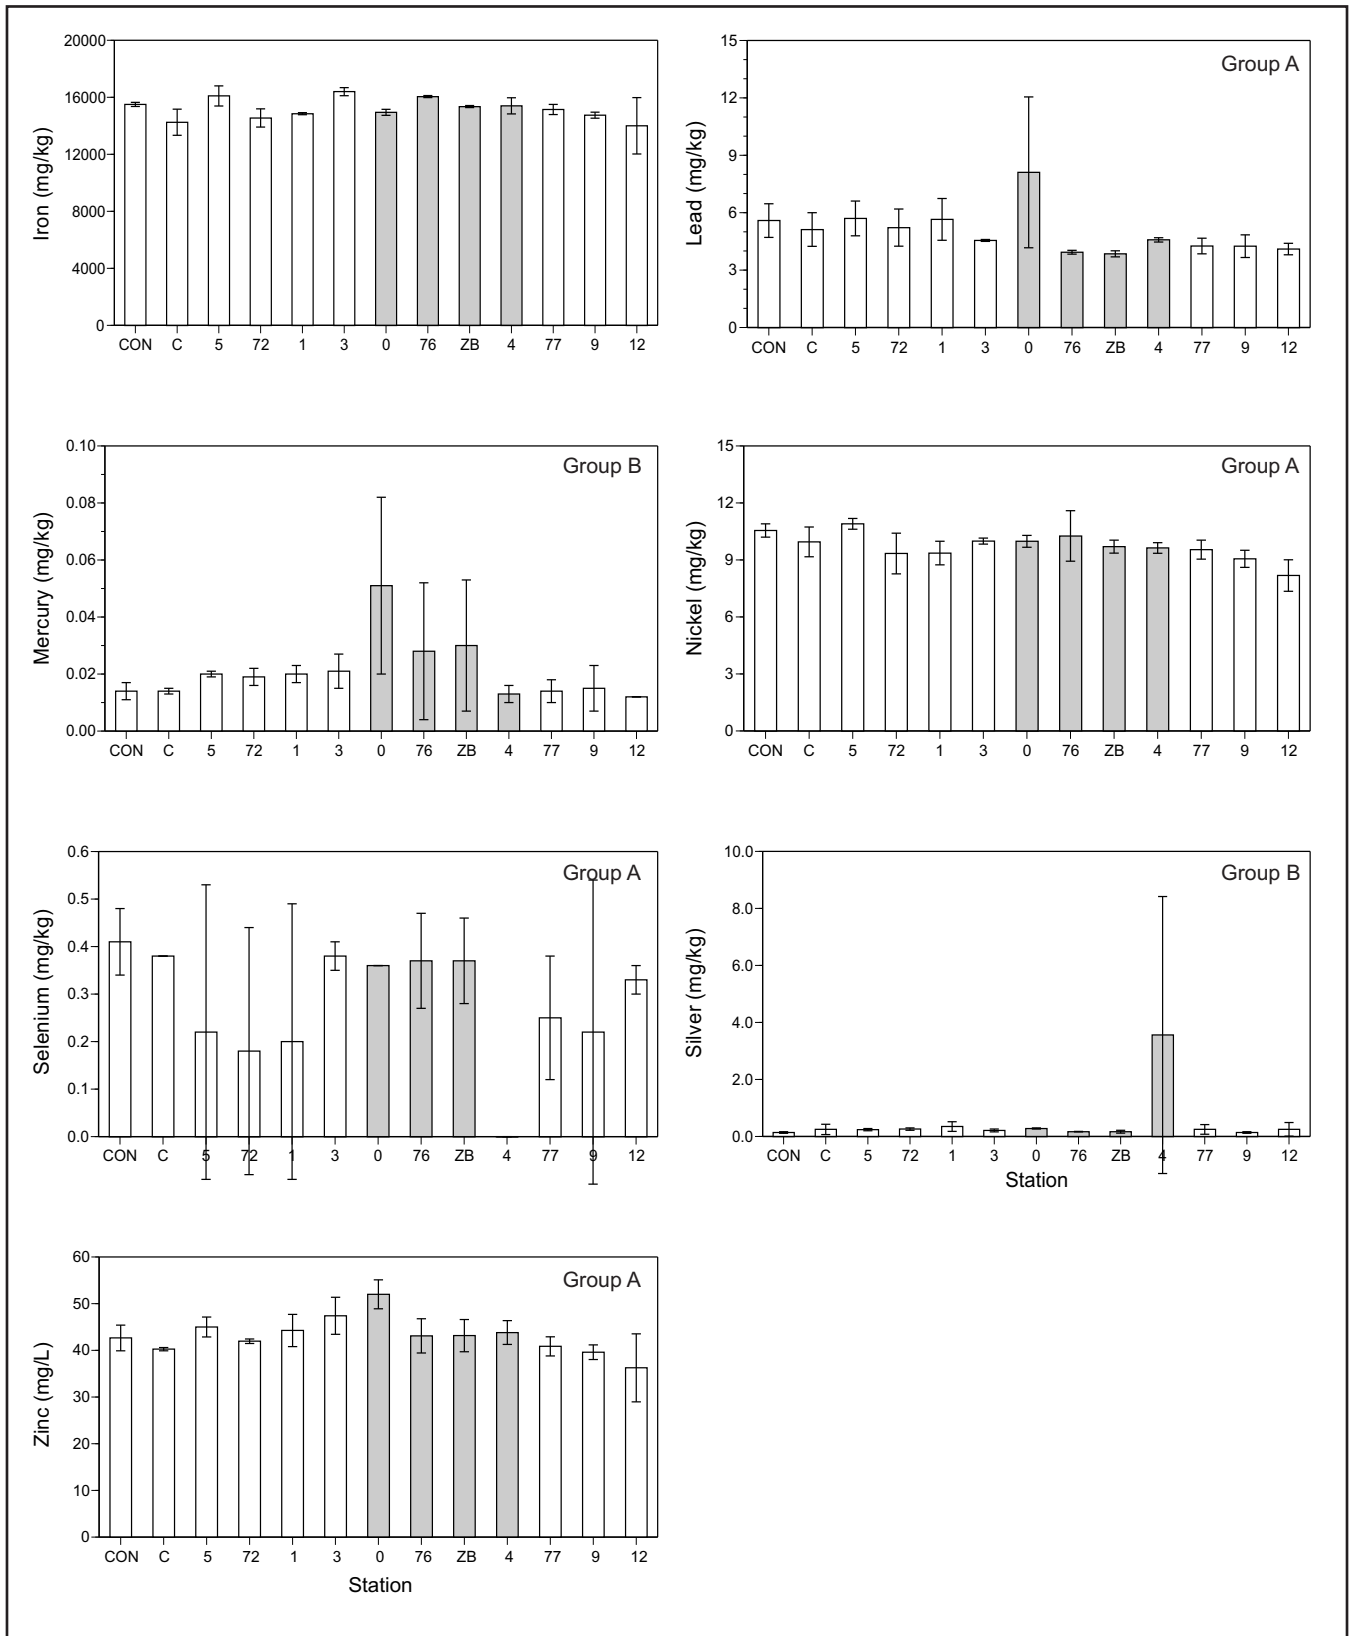 20000
16000
12000
8000
4000
0
Iron (mg/kg)
CON C 5 72 1 3 0 76 ZB 4 77 9 12
15
12
9
6
3
0
Lead (mg/kg)
Group A
CON C 5 72 1 3 0 76 ZB 4 77 9 12
0.10
0.08
0.06
0.04
0.02
0.00
Mercury (mg/kg)
Group B
CON C 5 72 1 3 0 76 ZB 4 77 9 12
15
12
9
6
3
0
Nickel (mg/kg)
Group A
CON C 5 72 1 3 0 76 ZB 4 77 9 12
0.6
0.5
0.4
0.3
0.2
0.1
0.0
Selenium (mg/kg)
Group A
CON C 5 72 1 3 0 76 ZB 4 77 9 12
10.0
8.0
6.0
4.0
2.0
0.0
Silver (mg/kg)
Group B
CON C 5 72 1 3 0 76 ZB 4 77 9 12
Station
60
50
40
30
20
10
0
Zinc (mg/L)
Group A
CON C 5 72 1 3 0 76 ZB 4 77 9 12
Station